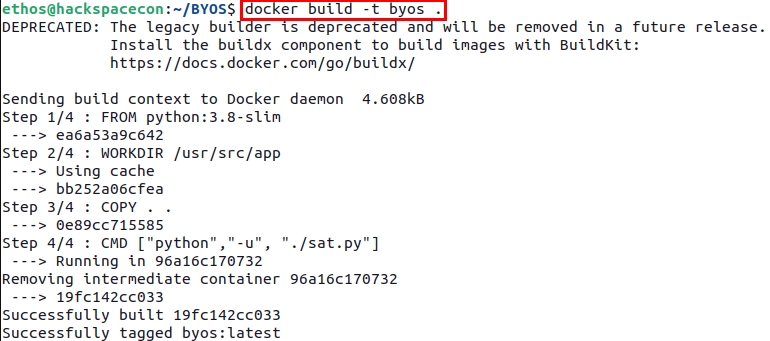 ethos@hackspacecon:~/BYOS$ docker build -t byos .
DEPRECATED: The legacy builder is deprecated and will be removed in a future release.
            Install the buildx component to build images with BuildKit:
            https://docs.docker.com/go/buildx/

Sending build context to Docker daemon  4.608kB
Step 1/4 : FROM python:3.8-slim
 ---> ea6a53a9c642
Step 2/4 : WORKDIR /usr/src/app
 ---> Using cache
 ---> bb252a06cfea
Step 3/4 : COPY . .
 ---> 0e89cc715585
Step 4/4 : CMD ["python","-u", "./sat.py"]
 ---> Running in 96a16c170732
Removing intermediate container 96a16c170732
 ---> 19fc142cc033
Successfully built 19fc142cc033
Successfully tagged byos:latest